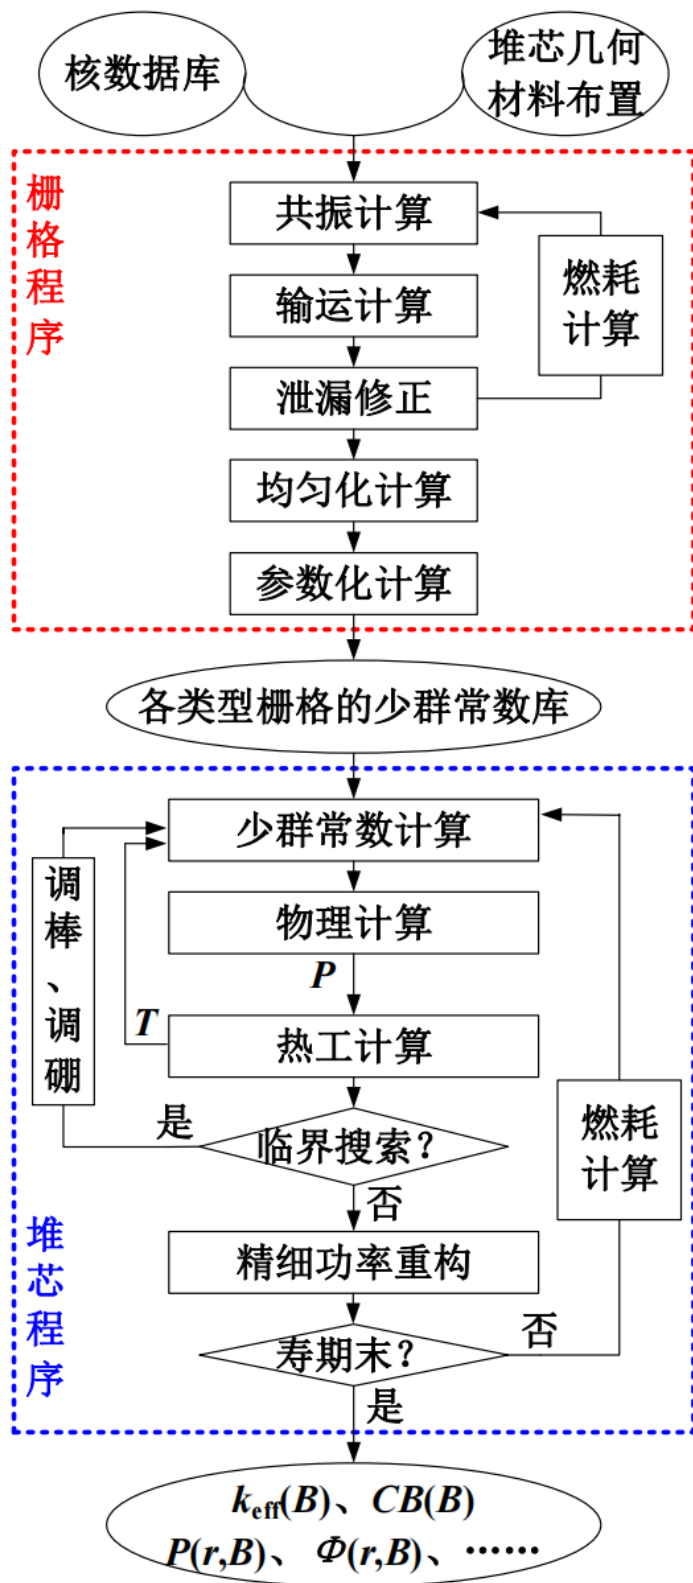 核数据库
堆芯几何
材料布置
栅格程序
共振计算
输运计算
泄漏修正
均匀化计算
参数化计算
燃耗
计算
各类型栅格的少群常数库
堆芯程序
少群常数计算
物理计算
P
T
热工计算
调棒、调硼
是
临界搜索？
否
燃耗
计算
精细功率重构
寿期末？
否
是
k_eff(B)、CB(B)
P(r,B)、Φ(r,B)、……